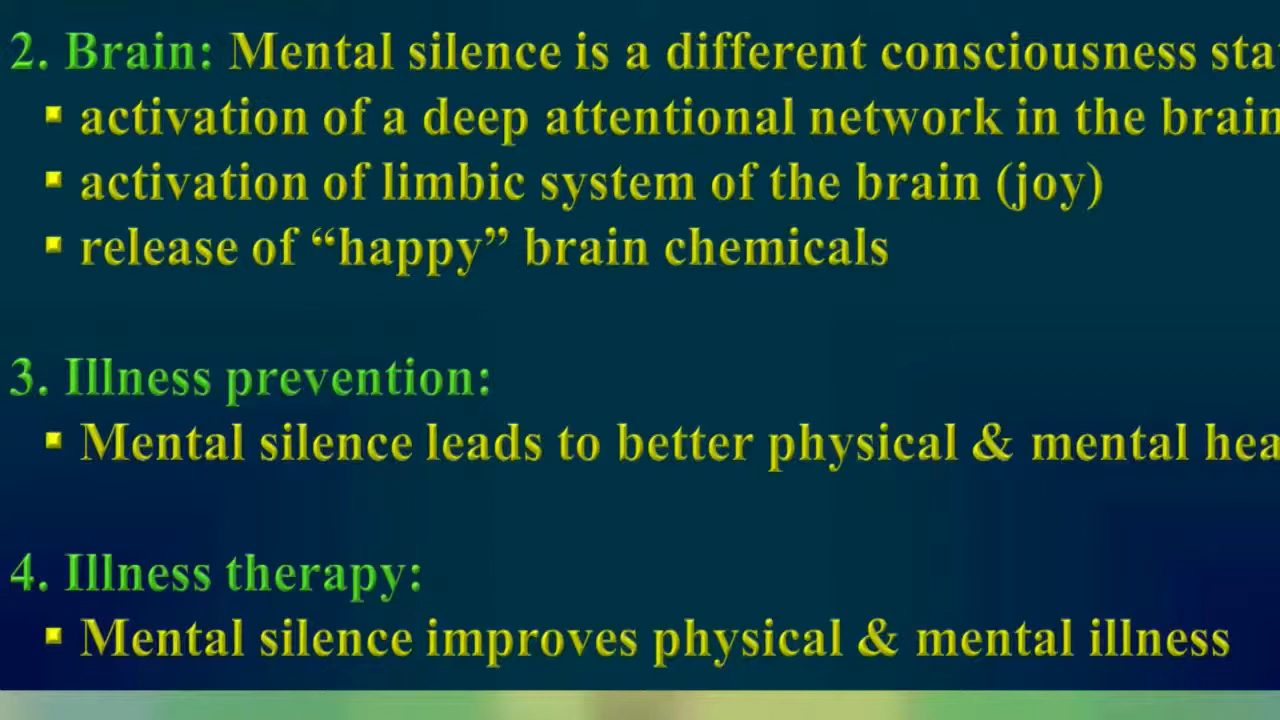 2. Brain: Mental silence is a different consciousness sta
▪ activation of a deep attentional network in the brain
▪ activation of limbic system of the brain (joy)
▪ release of “happy” brain chemicals
3. Illness prevention:
▪ Mental silence leads to better physical & mental hea
4. Illness therapy:
▪ Mental silence improves physical & mental illness